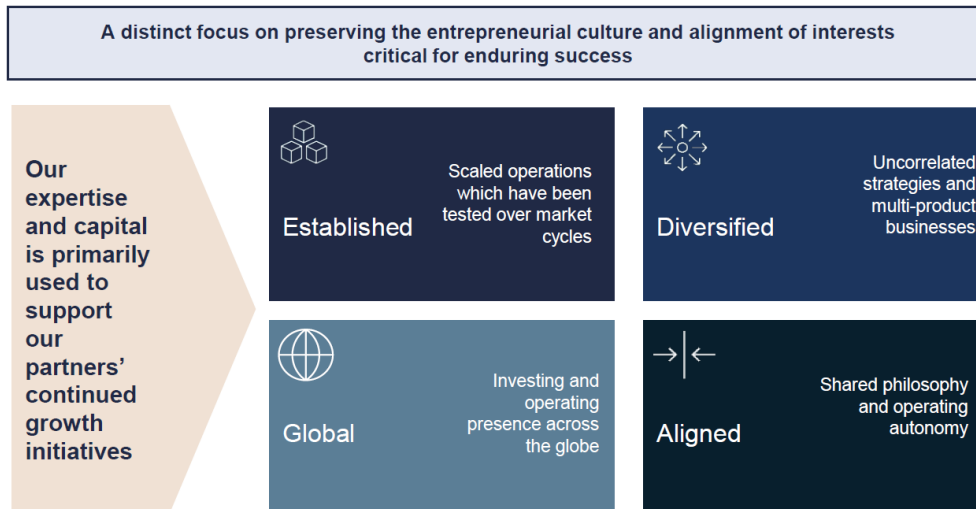 A distinct focus on preserving the entrepreneurial culture and alignment of interests
critical for enduring success
Our
expertise
and capital
is primarily
used to
support
our
partners’
continued
growth
initiatives
Established
Scaled operations
which have been
tested over market
cycles
Diversified
Uncorrelated
strategies and
multi-product
businesses
Global
Investing and
operating
presence across
the globe
Aligned
Shared philosophy
and operating
autonomy